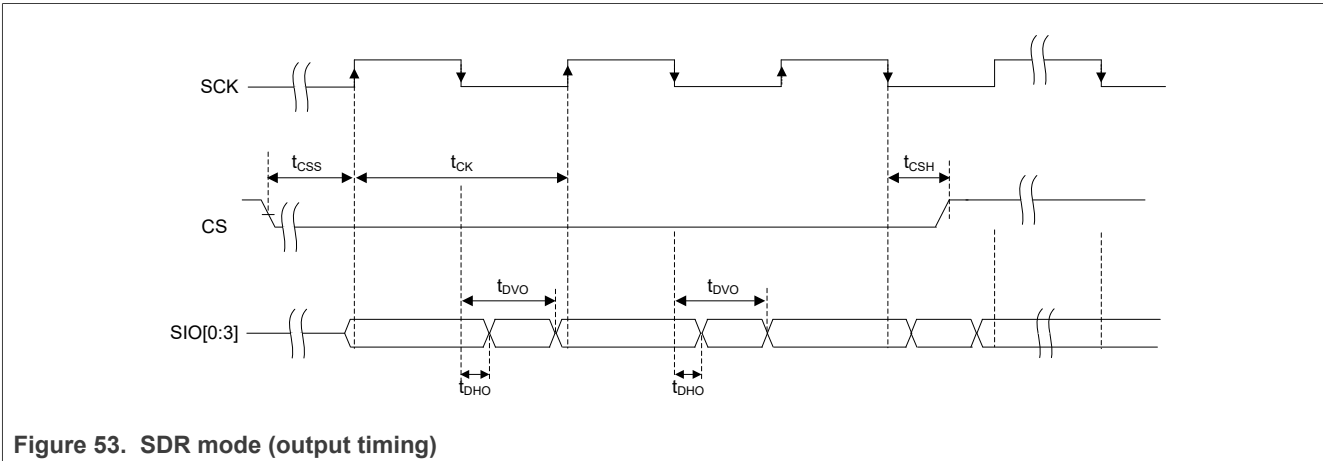 SCK
tCSS
tCK
tCSH
CS
tDVO
tDVO
SIO[0:3]
tDHO
tDHO
Figure 53. SDR mode (output timing)